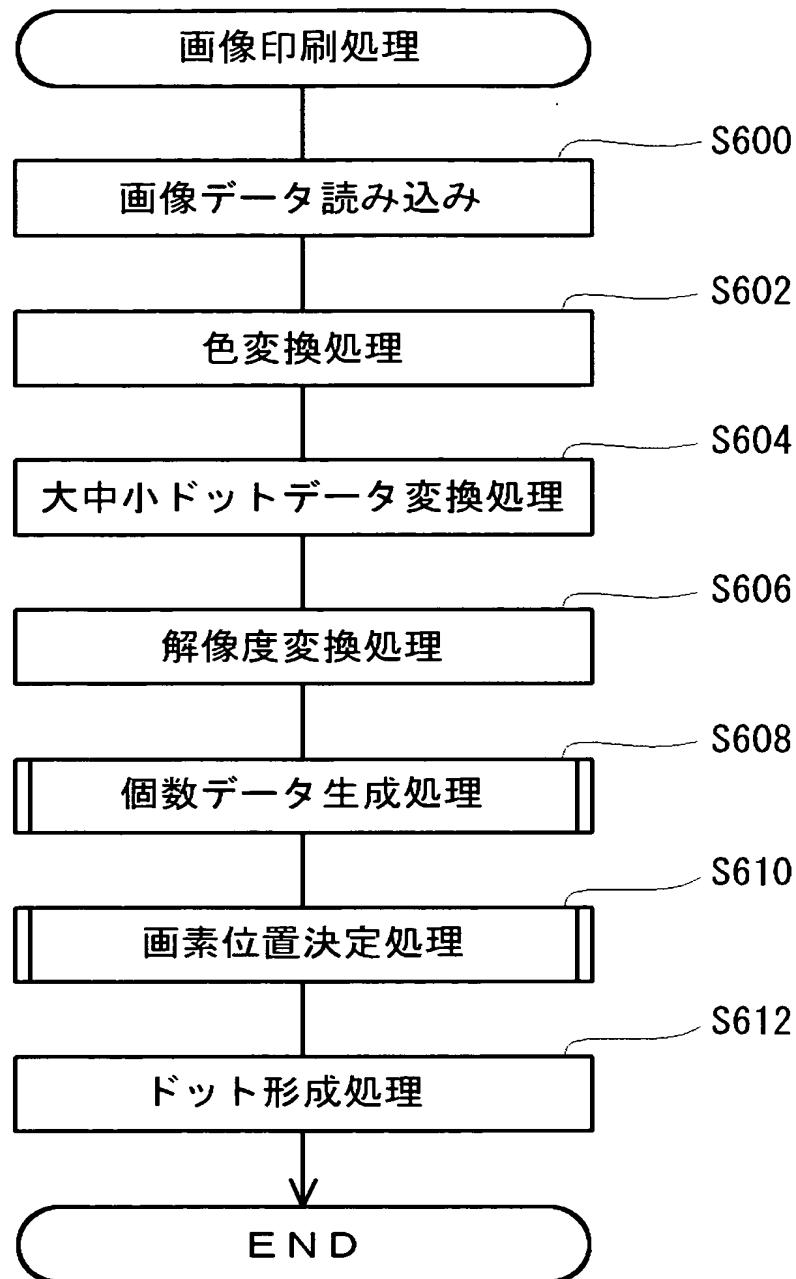 画像印刷処理
S600
画像データ読み込み
S602
色変換処理
S604
大中小ドットデータ変換処理
S606
解像度変換処理
S608
個数データ生成処理
S610
画素位置決定処理
S612
ドット形成処理
END